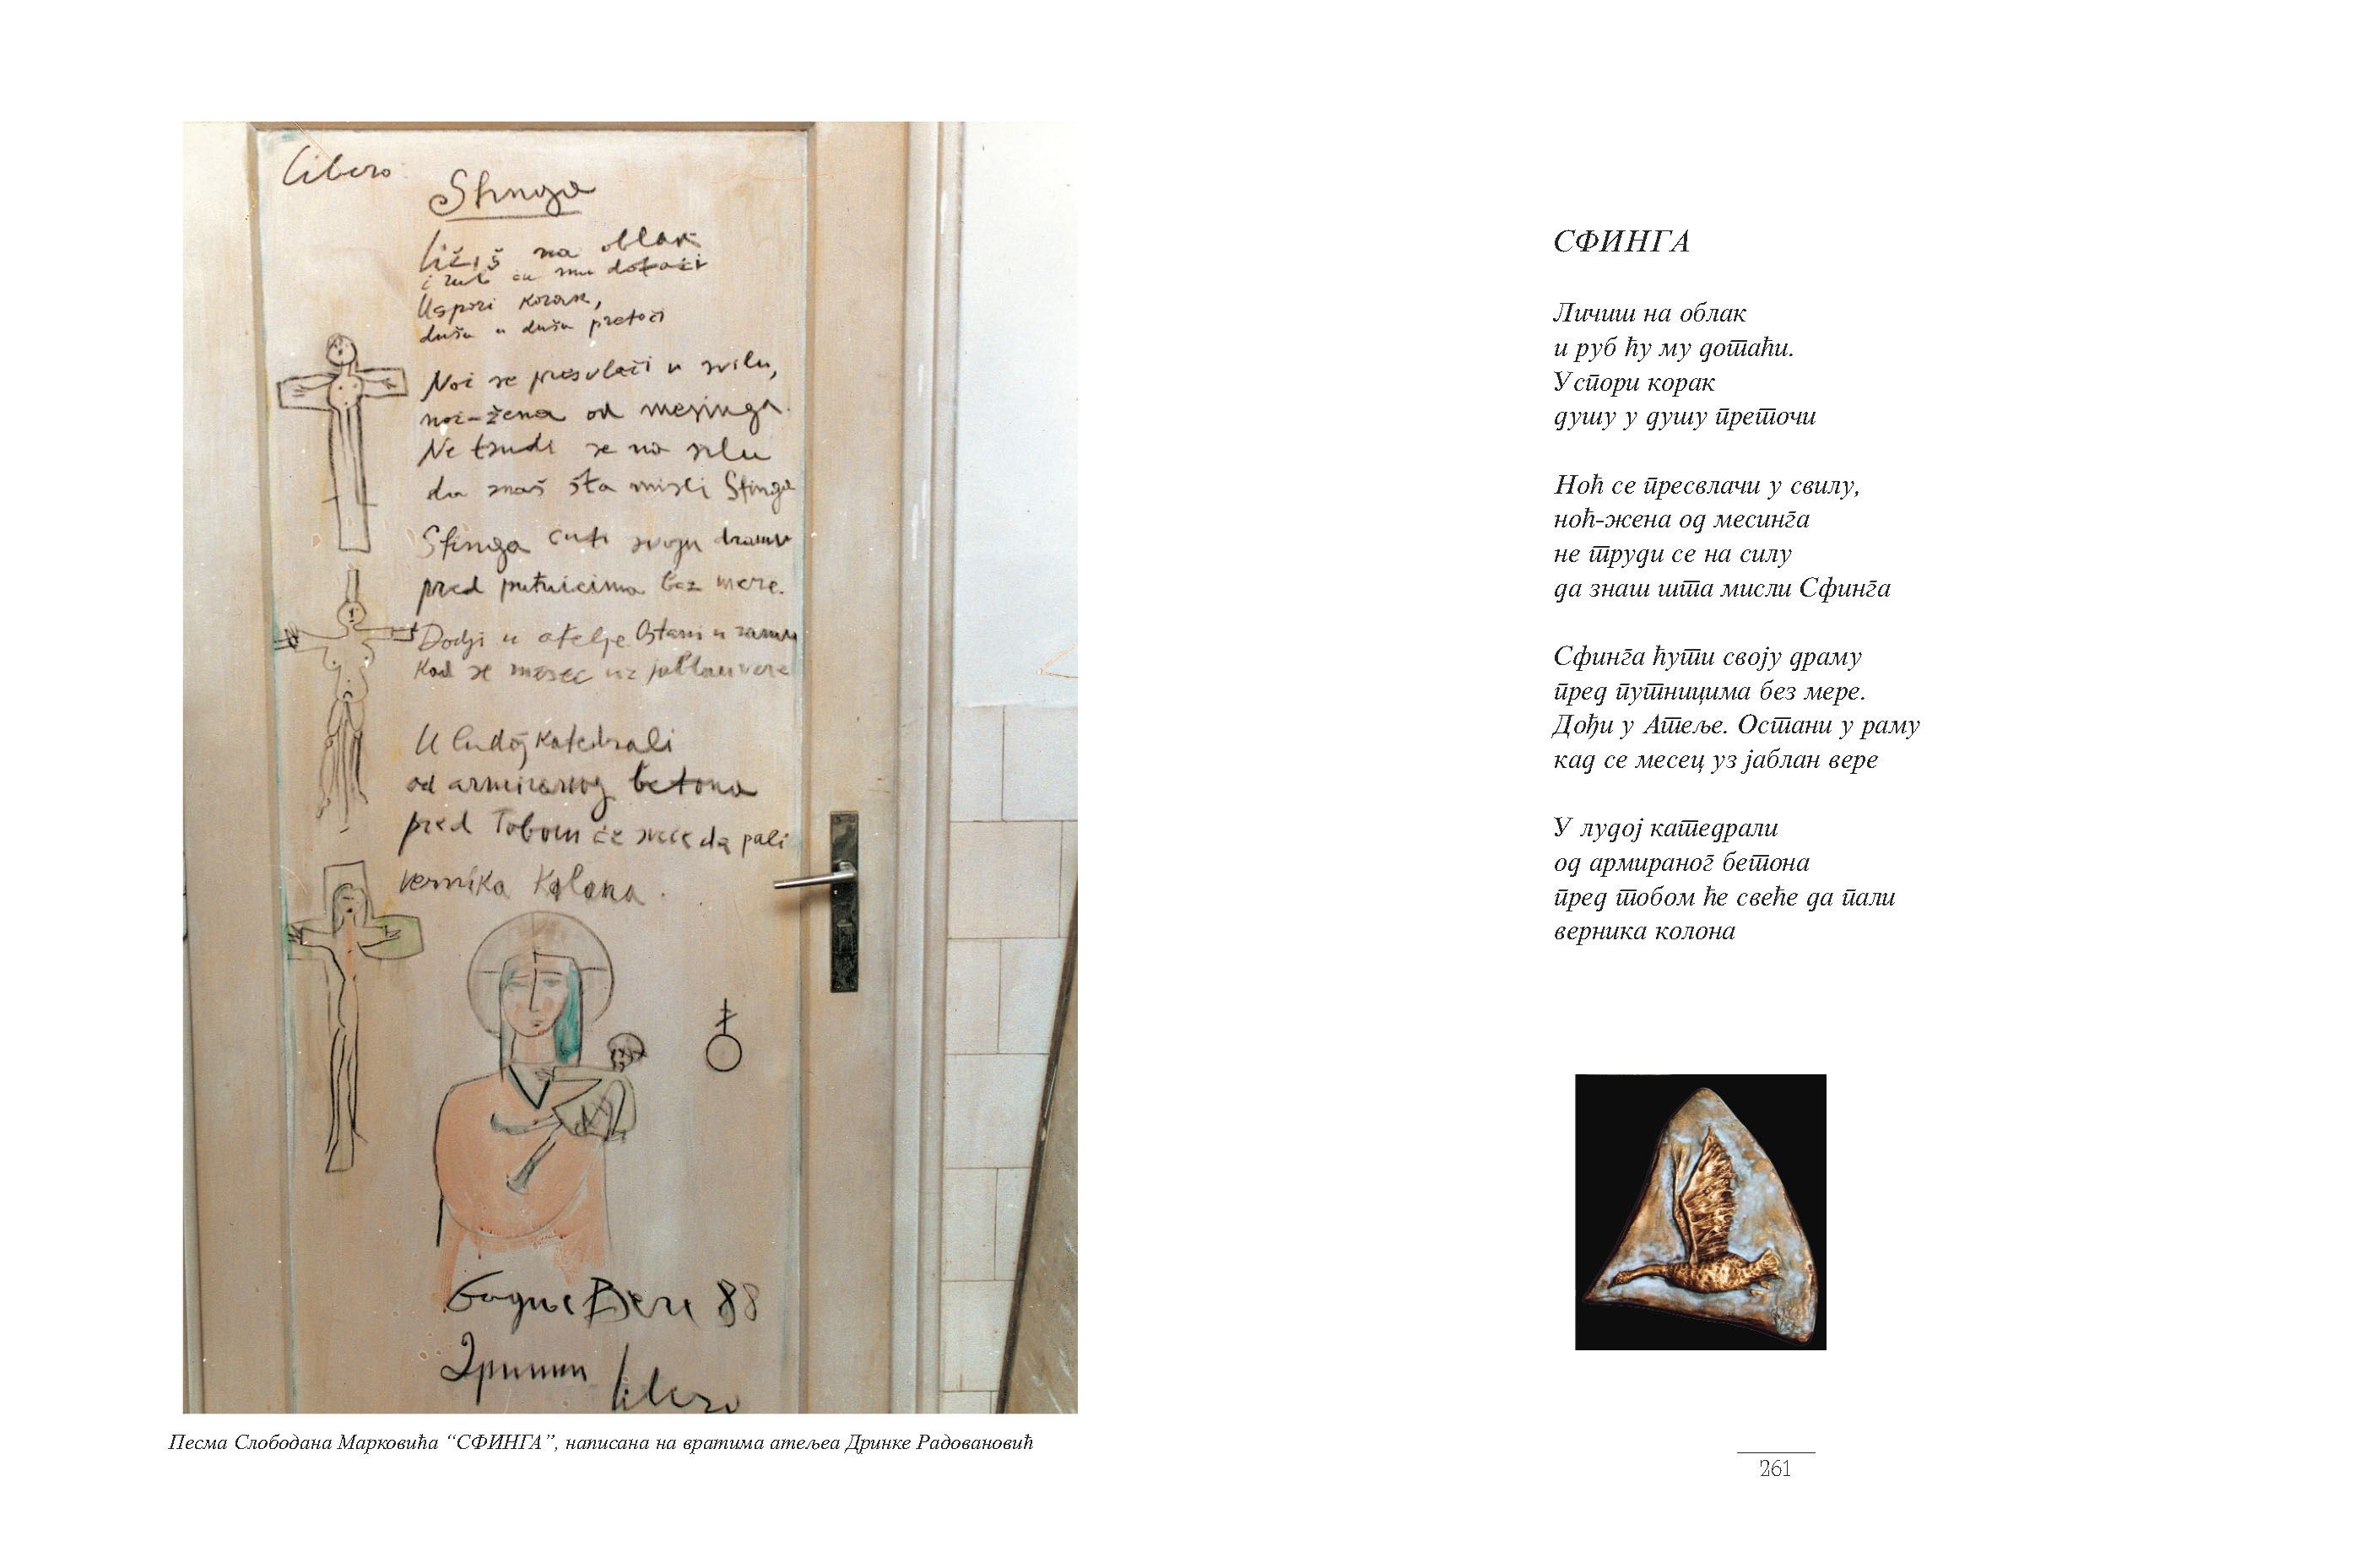 Libero
Sfinga
Ličiš na oblak
i rub ću mu dotaći
Uspori korak,
dušu u dušu pretoči
Noć se presvlači u svilu,
noć-žena od mesinga.
Ne trudi se na silu
da znaš šta misli Sfinga
Sfinga ćuti svoju dramu
pred putnicima bez mere.
Dodji u atelje. Ostani u ramu
Kad se mesec uz jablan vere
U ludoj katedrali
od armiranog betona
pred Tobom će sveće da pali
vernika kolona.
88
Libero
Песма Слободана Марковића “СФИНГА”, написана на вратима атељеа Дринке Радовановић
СФИНГА
Личиш на облак
и руб ћу му дотаћи.
Успори корак
душу у душу преточи
Ноћ се пресвлачи у свилу,
ноћ-жена од месинга
не труди се на силу
да знаш шта мисли Сфинга
Сфинга ћути своју драму
пред путницима без мере.
Дођи у Атеље. Остани у раму
кад се месец уз јаблан вере
У лудој катедрали
од армираног бетона
пред тобом ће свеће да пали
верника колона
261